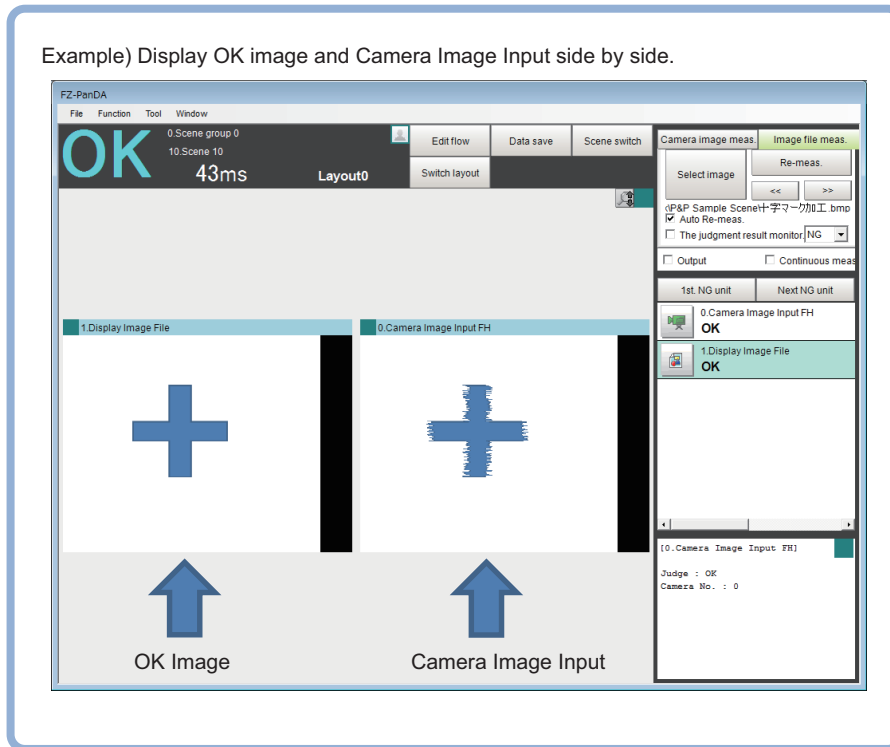 Example) Display OK image and Camera Image Input side by side.
FZ-PanDA
File Function Tool Window
OK
0.Scene group 0
10.Scene 10
43ms
Layout0
Edit flow
Data save
Scene switch
Switch layout
Camera image meas.
Image file meas.
Select image
Re-meas.
<< >>
\P&P Sample Scene\十字マーク加工.bmp
Auto Re-meas.
The judgment result monitor. NG
Output
Continuous meas
1st. NG unit
Next NG unit
0.Camera Image Input FH
OK
1.Display Image File
OK
1.Display Image File
0.Camera Image Input FH
[0.Camera Image Input FH]
Judge : OK
Camera No. : 0
OK Image
Camera Image Input